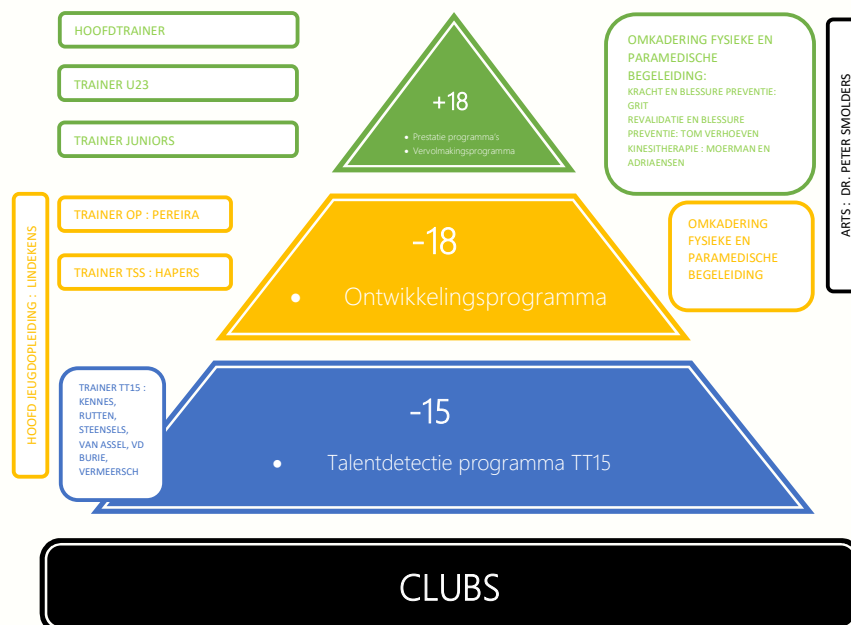 HOOFDTRAINER
TRAINER U23
TRAINER JUNIORS
+18
• Prestatie programma's
• Vervolmakingsprogramma
OMKADERING FYSIEKE EN
PARAMEDISCHE
BEGELEIDING:
KRACHT EN BLESSURE PREVENTIE:
GRIT
REVALIDATIE EN BLESSURE
PREVENTIE: TOM VERHOEVEN
KINESITHERAPIE : MOERMAN EN
ADRIAENSEN
ARTS : DR. PETER SMOLDERS
HOOFD JEUGDOPLEIDING : LINDEKENS
TRAINER OP : PEREIRA
TRAINER TSS : HAPERS
-18
• Ontwikkelingsprogramma
OMKADERING
FYSIEKE EN
PARAMEDISCHE
BEGELEIDING
TRAINER TT15 :
KENNES,
RUTTEN,
STEENSELS,
VAN ASSEL, VD
BURIE,
VERMEERSCH
-15
• Talentdetectie programma TT15
CLUBS